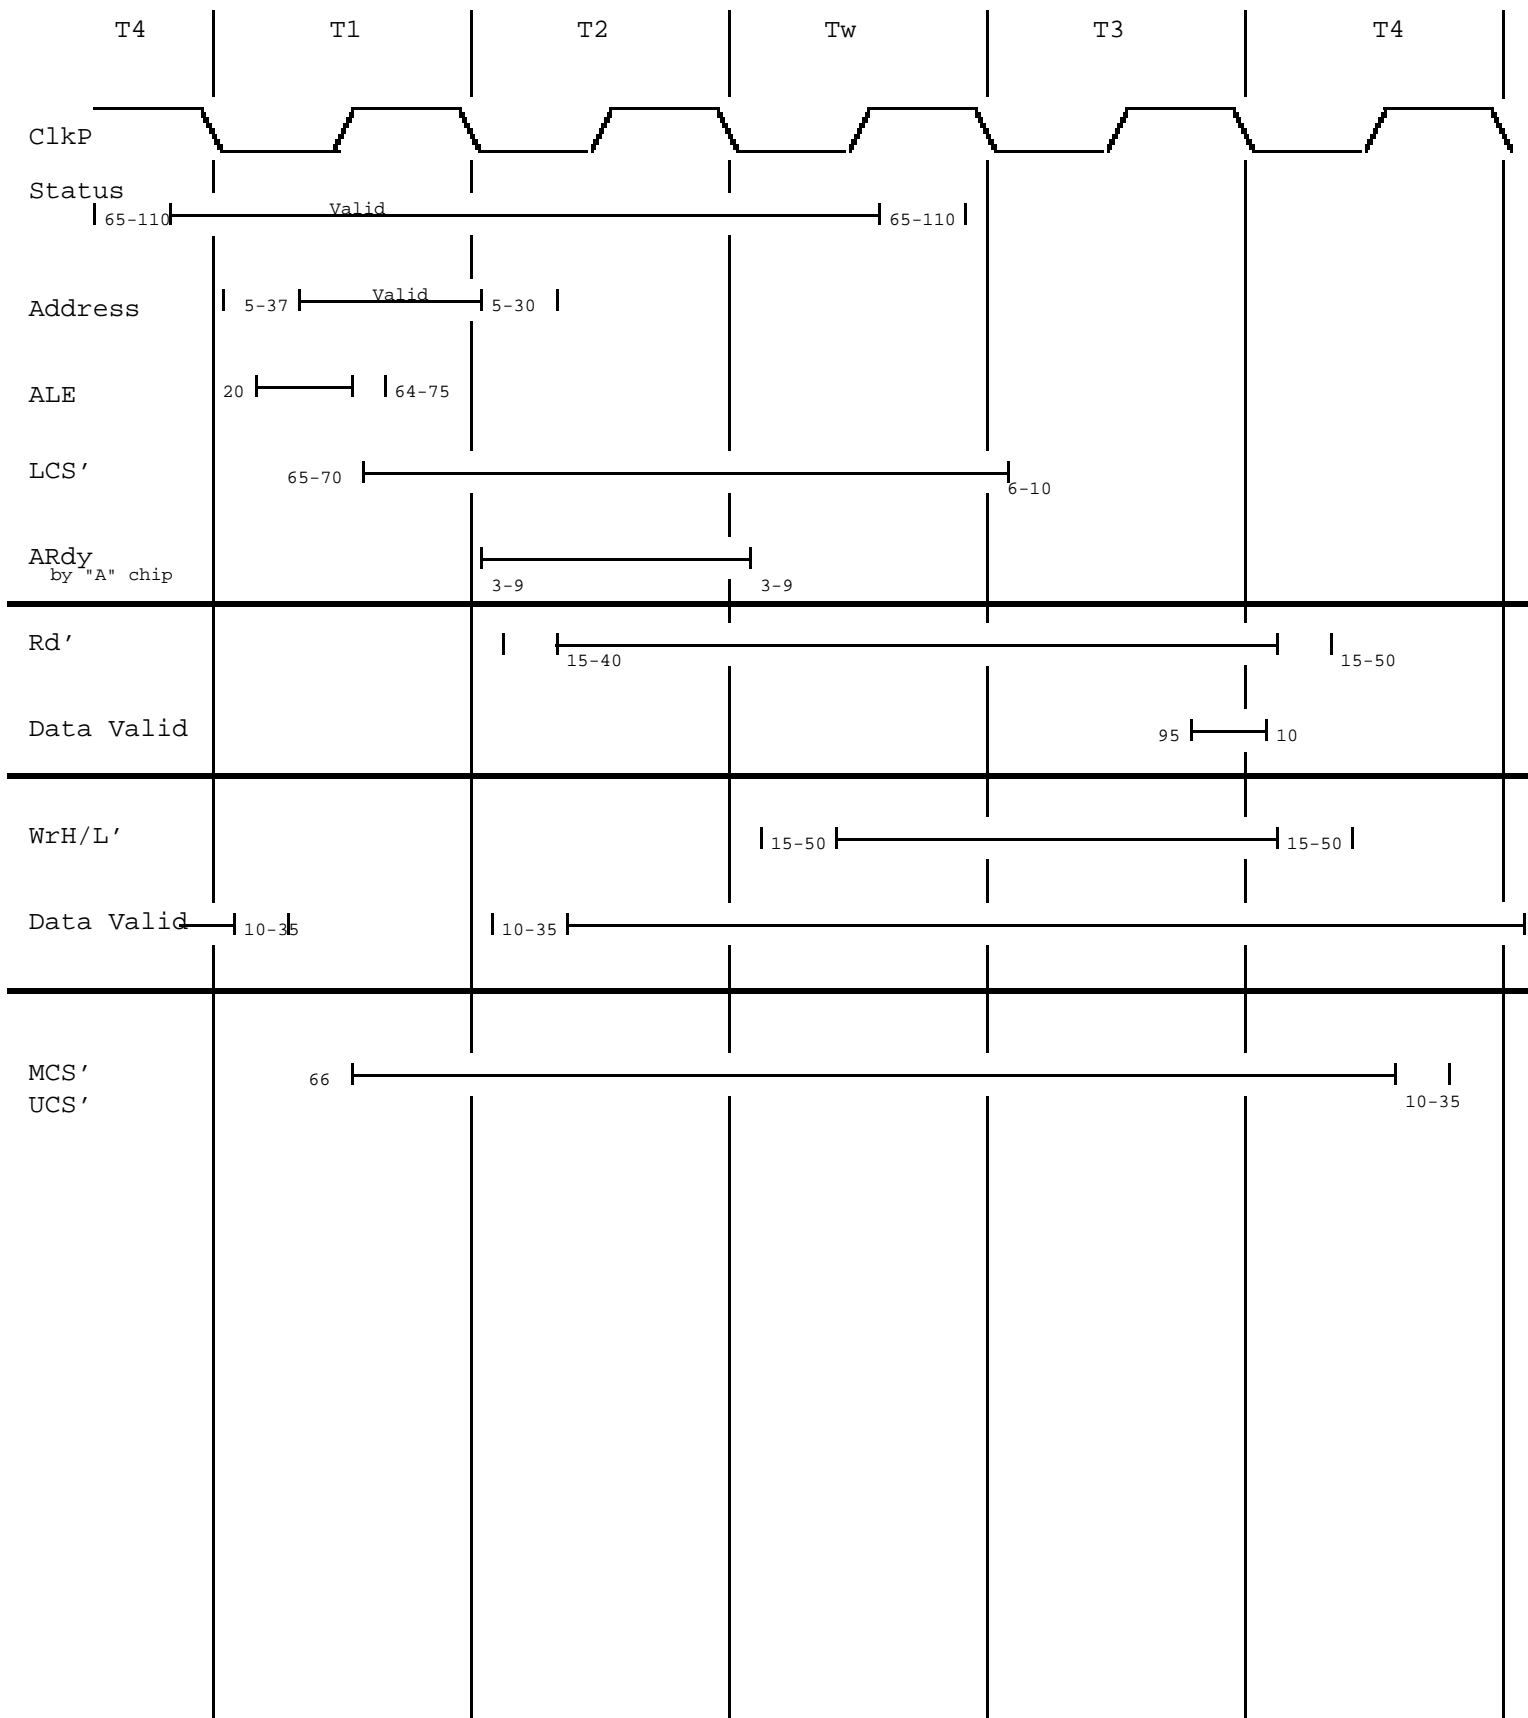 T4 T1 T2 Tw T3 T4
ClkP
Status
65-110 Valid 65-110
Address 5-37 Valid 5-30
ALE 20 64-75
LCS' 65-70 6-10
ARdy
by "A" chip
3-9 3-9
Rd' 15-40 15-50
Data Valid 95 10
WrH/L' 15-50 15-50
Data Valid 10-35 10-35
MCS' 66
UCS' 10-35